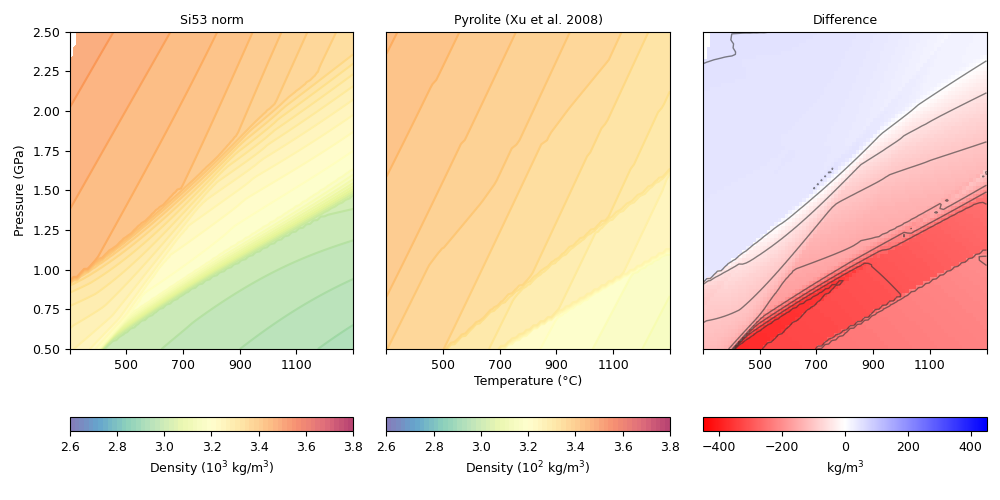 Si53 norm
Pyrolite (Xu et al. 2008)
Difference
2.50
2.25
2.00
1.75
1.50
1.25
1.00
0.75
0.50
Pressure (GPa)
500 700 900 1100
500 700 900 1100
500 700 900 1100
Temperature (°C)
2.6 2.8 3.0 3.2 3.4 3.6 3.8
2.6 2.8 3.0 3.2 3.4 3.6 3.8
−400 −200 0 200 400
Density (10³ kg/m³)
Density (10² kg/m³)
kg/m³